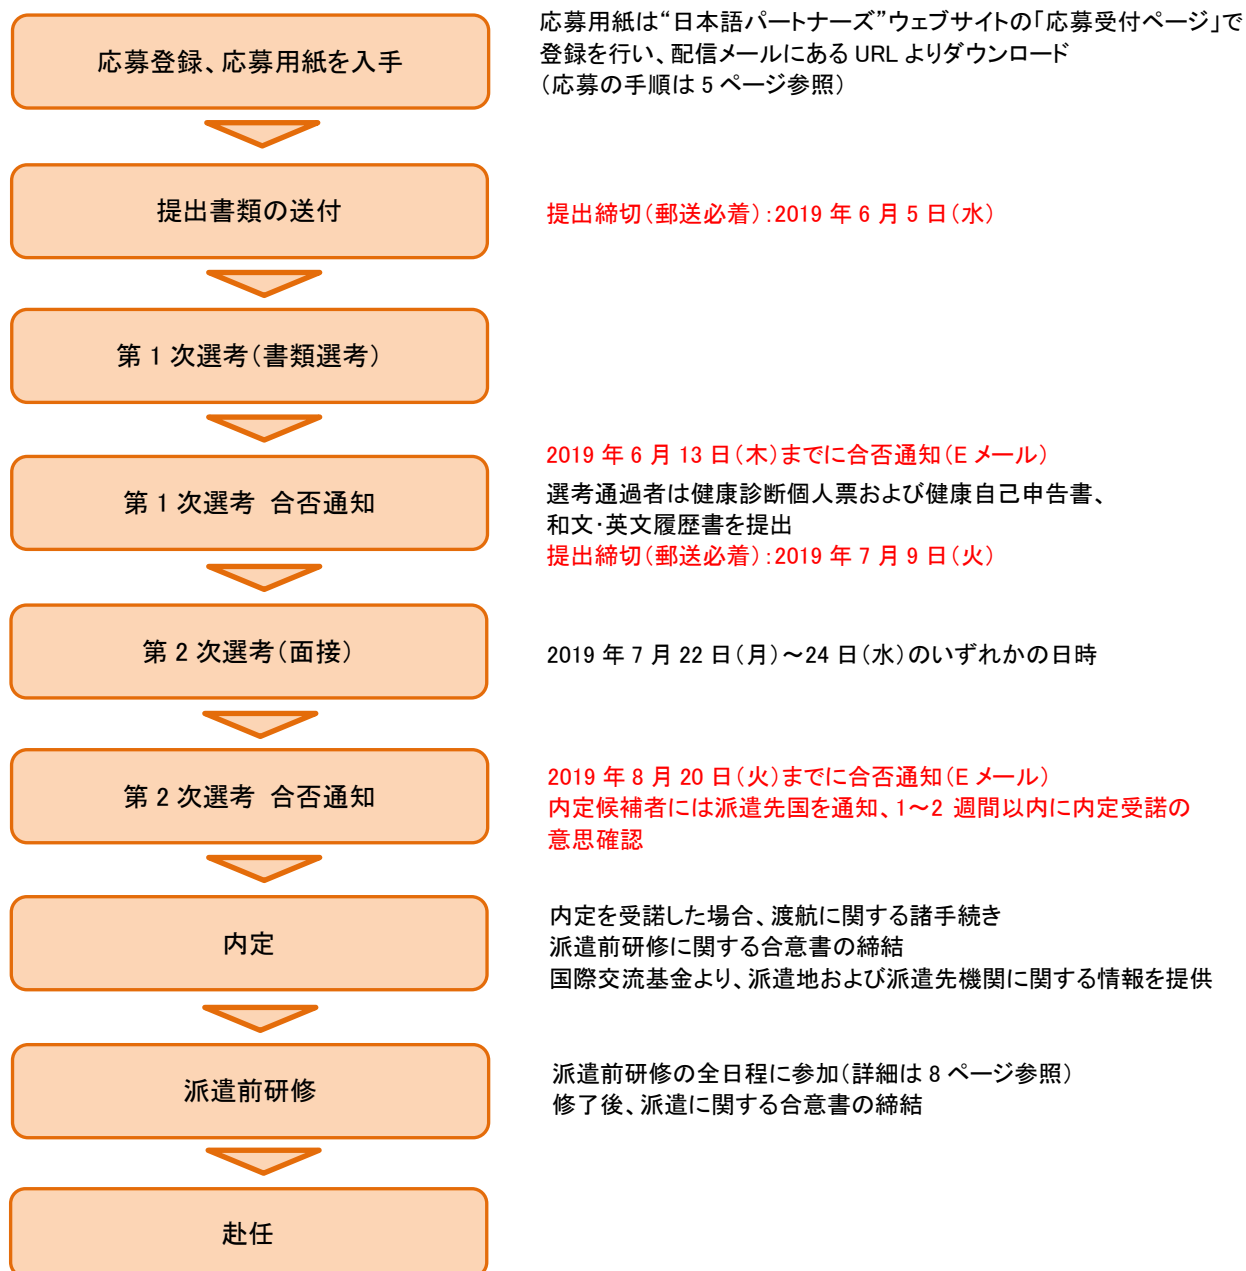 応募登録、応募用紙を入手
応募用紙は“日本語パートナーズ”ウェブサイトの「応募受付ページ」で
登録を行い、配信メールにある URL よりダウンロード
（応募の手順は 5 ページ参照）
提出書類の送付
提出締切（郵送必着）：2019 年 6 月 5 日（水）
第 1 次選考（書類選考）
第 1 次選考 合否通知
2019 年 6 月 13 日（木）までに合否通知（E メール）
選考通過者は健康診断個人票および健康自己申告書、
和文・英文履歴書を提出
提出締切（郵送必着）：2019 年 7 月 9 日（火）
第 2 次選考（面接）
2019 年 7 月 22 日（月）～24 日（水）のいずれかの日時
第 2 次選考 合否通知
2019 年 8 月 20 日（火）までに合否通知（E メール）
内定候補者には派遣先国を通知、1～2 週間以内に内定受諾の
意思確認
内定
内定を受諾した場合、渡航に関する諸手続き
派遣前研修に関する合意書の締結
国際交流基金より、派遣地および派遣先機関に関する情報を提供
派遣前研修
派遣前研修の全日程に参加（詳細は 8 ページ参照）
修了後、派遣に関する合意書の締結
赴任